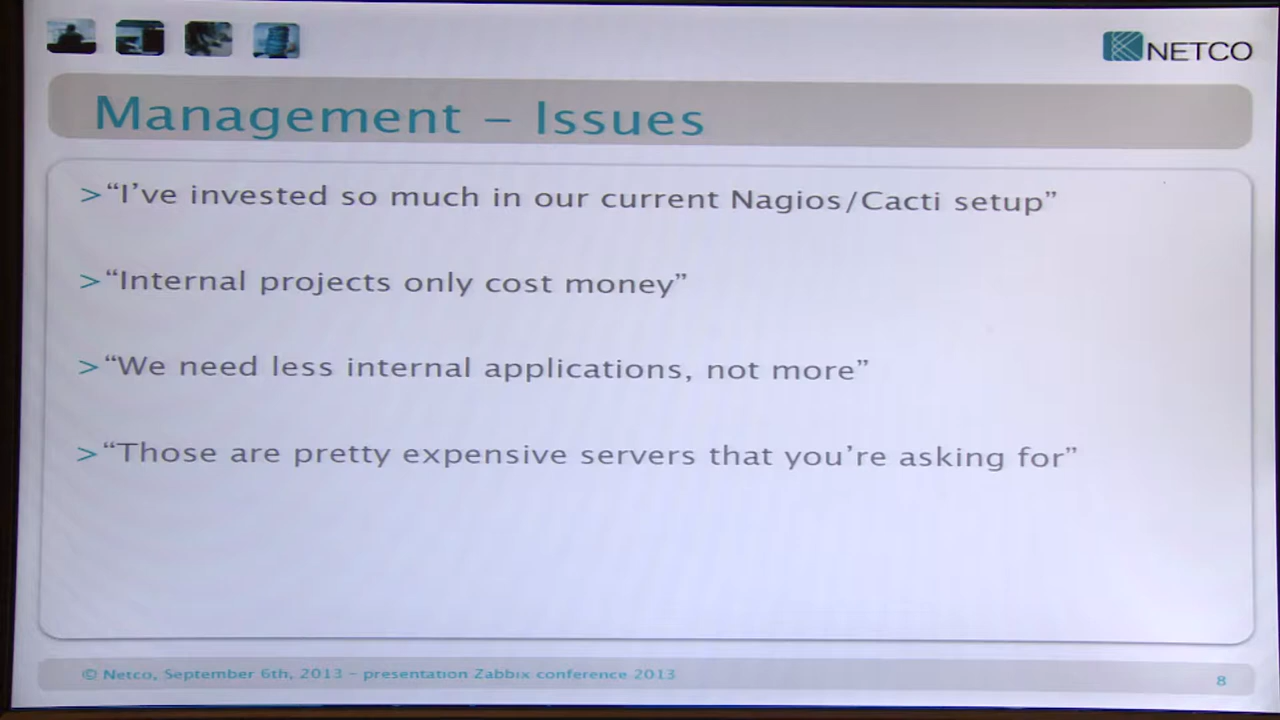 NETCO
Management – Issues
>“I’ve invested so much in our current Nagios/Cacti setup”
>“Internal projects only cost money”
>“We need less internal applications, not more”
>“Those are pretty expensive servers that you’re asking for”
© Netco, September 6th, 2013 – presentation Zabbix conference 2013
8